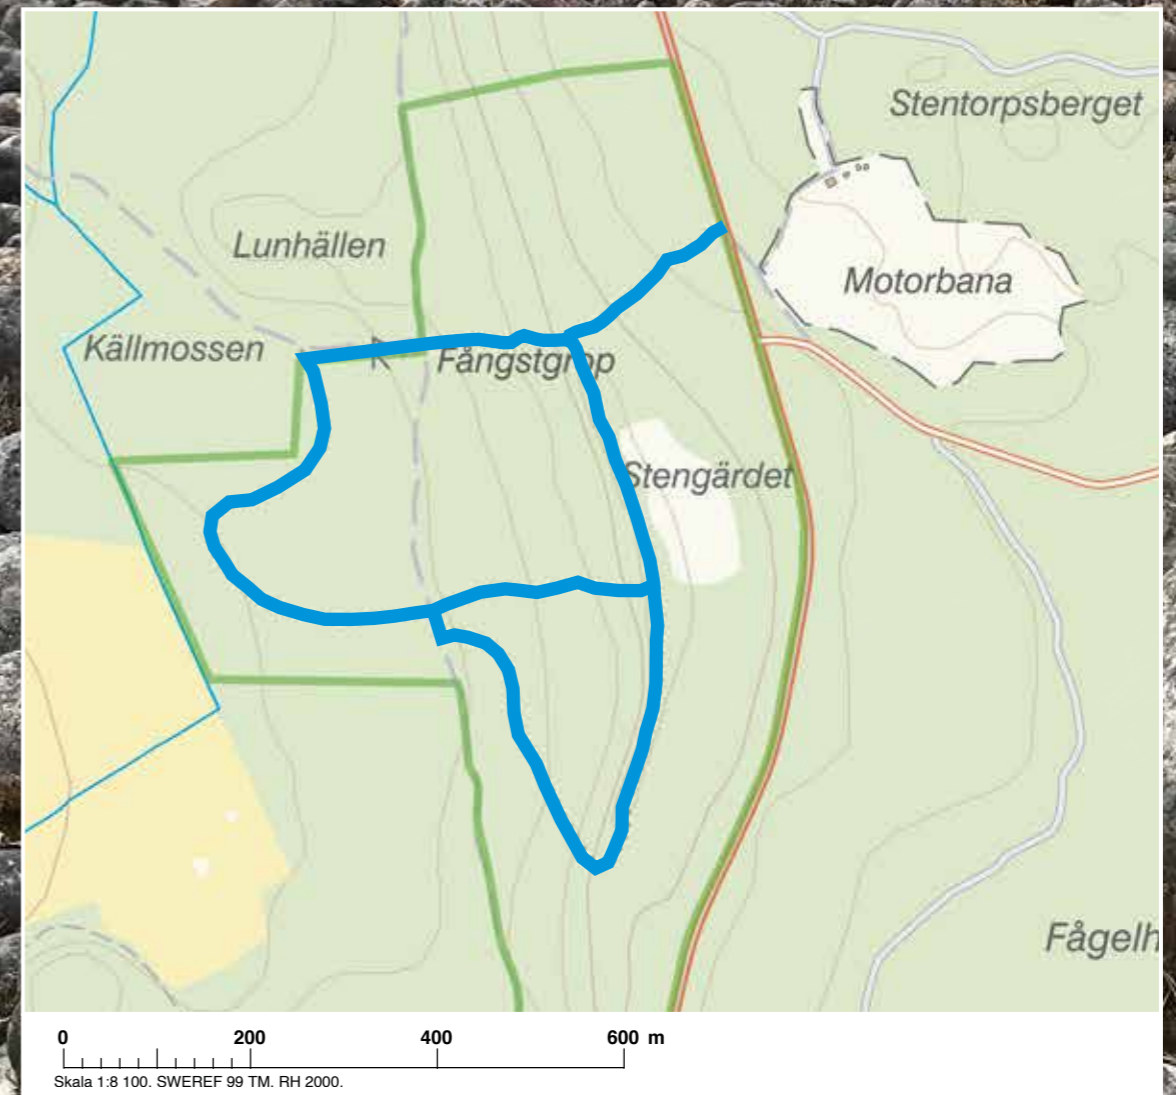 Stentorpsberget
Lunhällen
Motorbana
Källmossen
Fångstgrop
Stengärdet
Fågelh
0 200 400 600 m
Skala 1:8 100. SWEREF 99 TM. RH 2000.